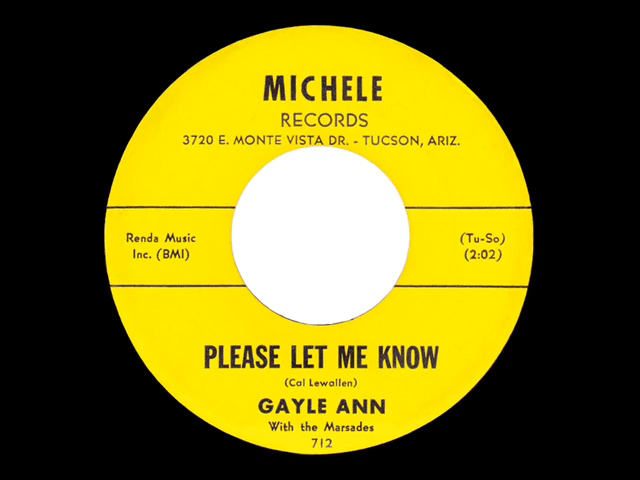 MICHELE
RECORDS
3720 E. MONTE VISTA DR. - TUCSON, ARIZ.
Renda Music
Inc. (BMI)
(Tu-So)
(2:02)
PLEASE LET ME KNOW
(Cal Lewallen)
GAYLE ANN
With the Marsades
712